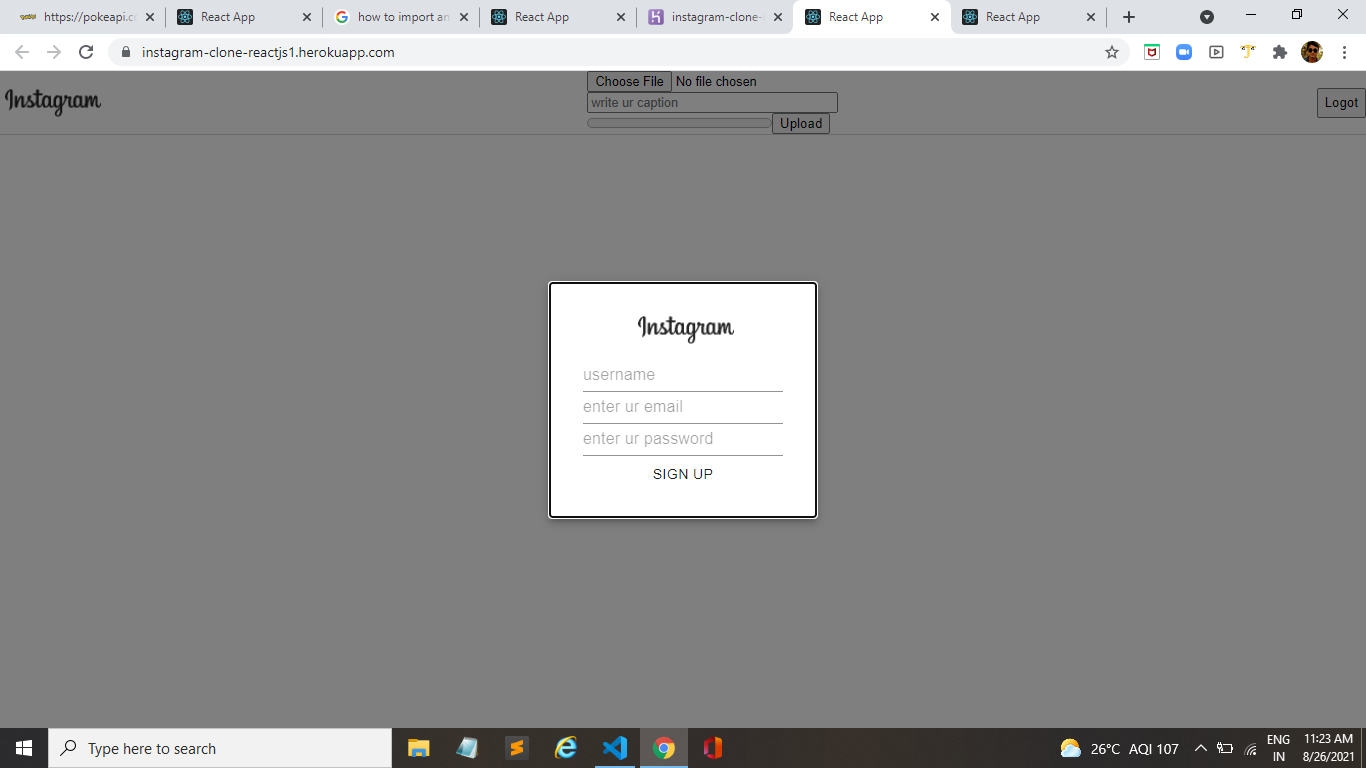 https://pokeapi.c
React App
how to import an
React App
instagram-clone-
React App
React App
instagram-clone-reactjs1.herokuapp.com
Instagram
Choose File No file chosen
write ur caption
Upload
Logot
Instagram
username
enter ur email
enter ur password
SIGN UP
Type here to search
26°C AQI 107
ENG
IN
11:23 AM
8/26/2021